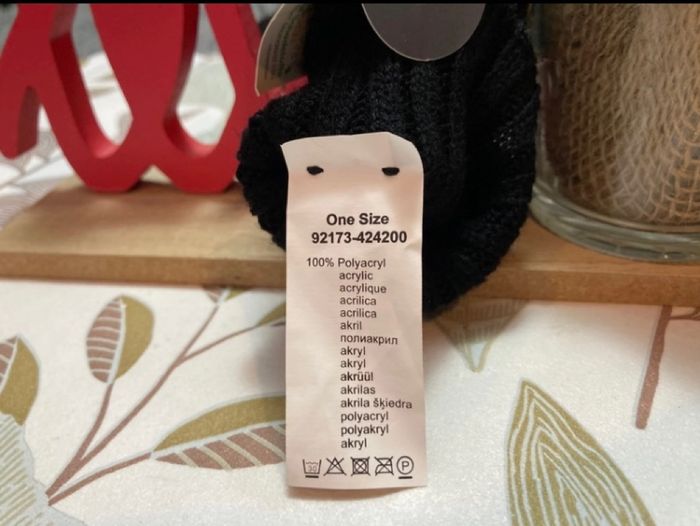 One Size
92173-424200
100% Polyacryl
acrylic
acrylique
acrilica
acrilica
akril
полиакрил
akryl
akryl
akrüül
akrilas
akrila šķiedra
polyacryl
polyakryl
akryl
30 P